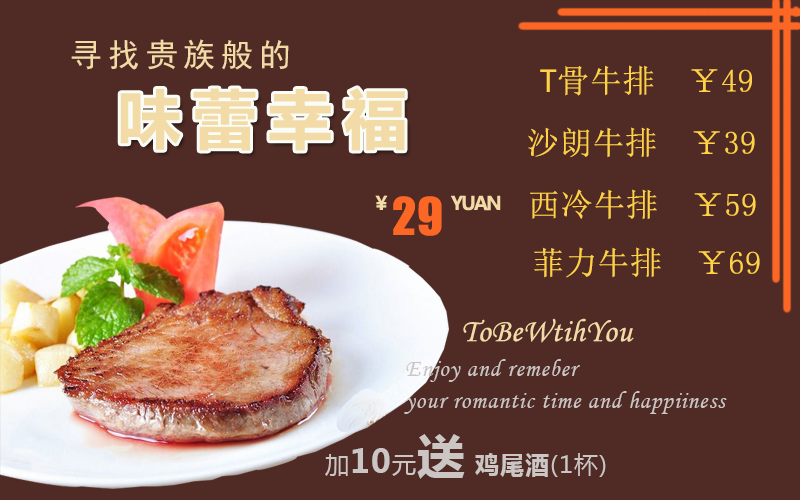 寻找贵族般的
味蕾幸福
¥ 29 YUAN
T骨牛排 ￥49
沙朗牛排 ￥39
西冷牛排 ￥59
菲力牛排 ￥69
ToBeWtihYou
Enjoy and remeber
your romantic time and happiiness
加10元送 鸡尾酒(1杯)